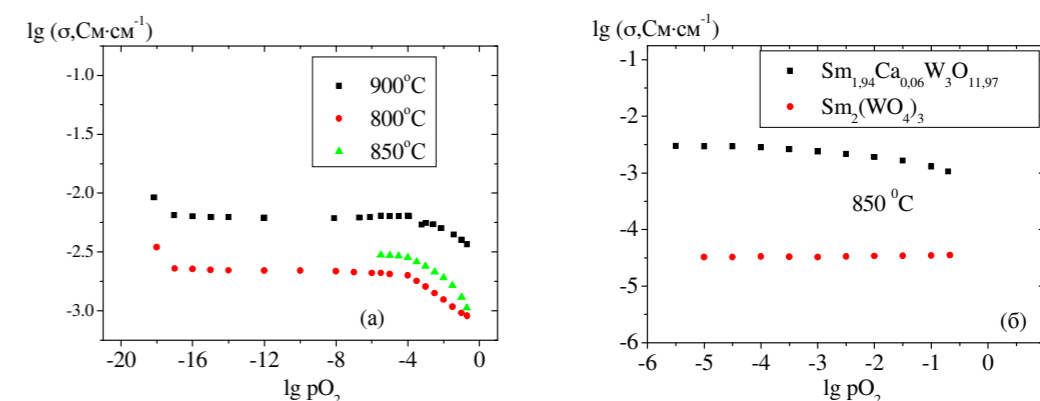 lg (σ,См·см⁻¹)
-1.0
-1.5
-2.0
-2.5
-3.0
900°C
800°C
850°C
(а)
-20 -16 -12 -8 -4 0
lg pO₂
lg (σ,См·см⁻¹)
-1
-2
-3
-4
-5
-6
Sm₁,₉₄Ca₀,₀₆W₃O₁₁,₉₇
Sm₂(WO₄)₃
850 ⁰C
(б)
-6 -5 -4 -3 -2 -1 0
lg pO₂